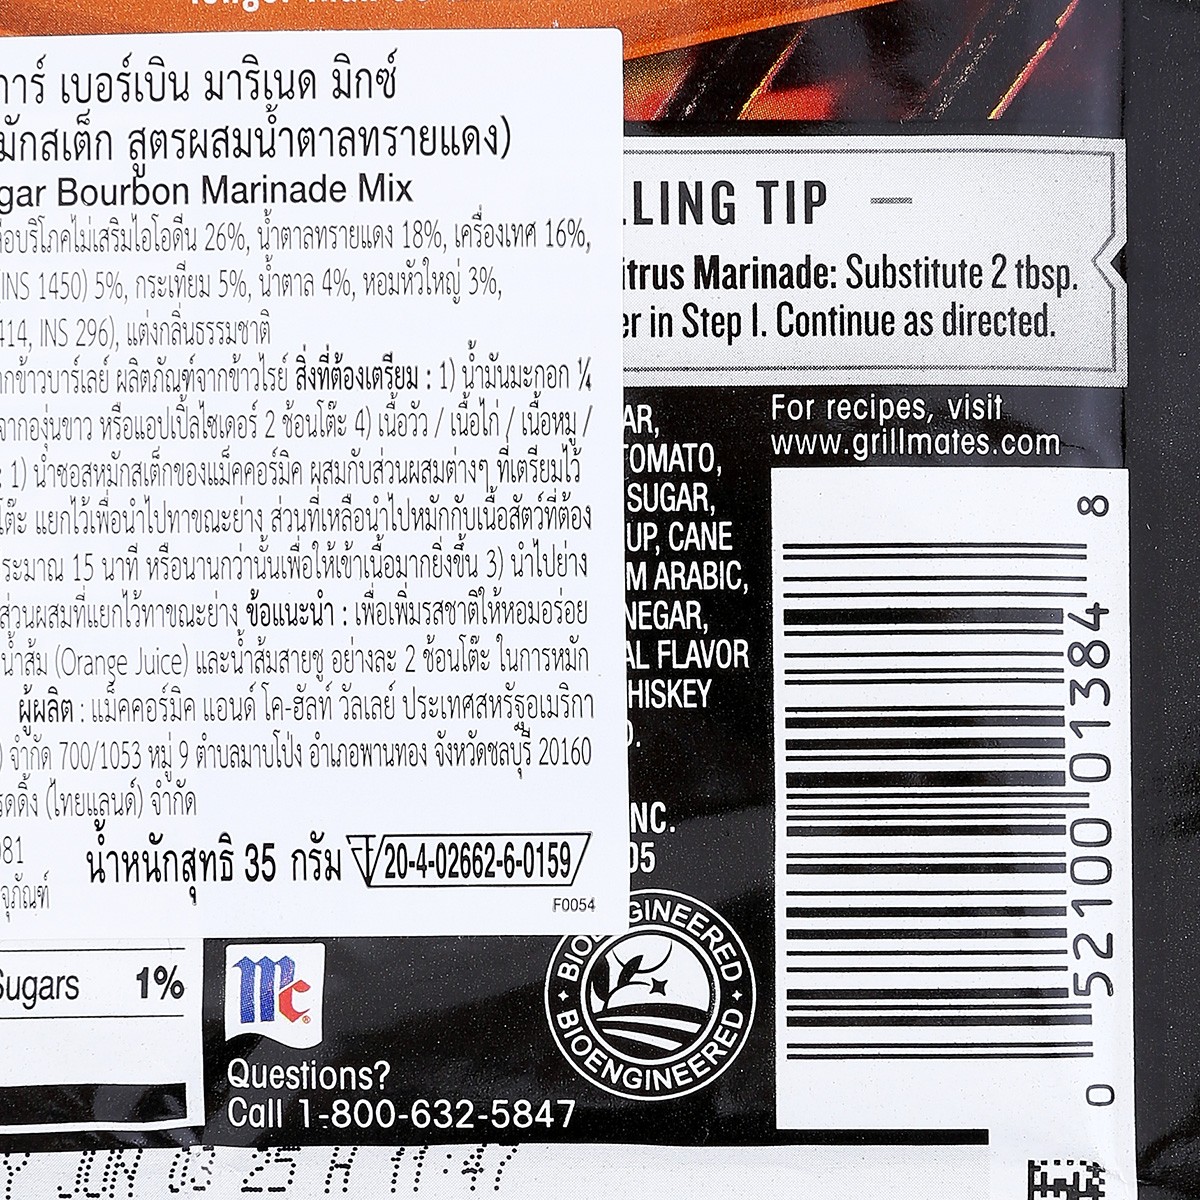 การ์ เบอร์เบิน มาริเนด มิกซ์
มักสเต็ก สูตรผสมน้ำตาลทรายแดง)
gar Bourbon Marinade Mix
ลือบริโภคไม่เสริมไอโอดีน 26%, น้ำตาลทรายแดง 18%, เครื่องเทศ 16%,
INS 1450) 5%, กระเทียม 5%, น้ำตาล 4%, หอมหัวใหญ่ 3%,
414, INS 296), แต่งกลิ่นธรรมชาติ
ากข้าวบาร์เลย์ ผลิตภัณฑ์จากข้าวไรย์ สิ่งที่ต้องเตรียม : 1) น้ำมันมะกอก ¼
จากองุ่นขาว หรือแอปเปิ้ลไซเดอร์ 2 ช้อนโต๊ะ 4) เนื้อวัว / เนื้อไก่ / เนื้อหมู /
: 1) นำซอสหมักสเต็กของแม็คคอร์มิค ผสมกับส่วนผสมต่างๆ ที่เตรียมไว้
โต๊ะ แยกไว้เพื่อนำไปทาขณะย่าง ส่วนที่เหลือนำไปหมักกับเนื้อสัตว์ที่ต้อง
ระมาณ 15 นาที หรือนานกว่านั้นเพื่อให้เข้าเนื้อมากยิ่งขึ้น 3) นำไปย่าง
ส่วนผสมที่แยกไว้ทาขณะย่าง ข้อแนะนำ : เพื่อเพิ่มรสชาติให้หอมอร่อย
น้ำส้ม (Orange Juice) และน้ำส้มสายชู อย่างละ 2 ช้อนโต๊ะ ในการหมัก
ผู้ผลิต : แม็คคอร์มิค แอนด์ โค-ฮัลท์ วัลเลย์ ประเทศสหรัฐอเมริกา
) จำกัด 700/1053 หมู่ 9 ตำบลมาบโป่ง อำเภอพานทอง จังหวัดชลบุรี 20160
รดดิ้ง (ไทยแลนด์) จำกัด
081
น้ำหนักสุทธิ 35 กรัม
20-4-02662-6-0159
F0054
LLING TIP
itrus Marinade: Substitute 2 tbsp.
er in Step 1. Continue as directed.
For recipes, visit
www.grillmates.com
AR,
TOMATO,
SUGAR,
UP, CANE
M ARABIC,
NEGAR,
AL FLAVOR
HISKEY
D.
NC.
05
0 52100 01384 8
BIOENGINEERED
BIOENGINEERED
Sugars 1%
Mc
Questions?
Call 1-800-632-5847
Y JUN 03 25 H 11:47